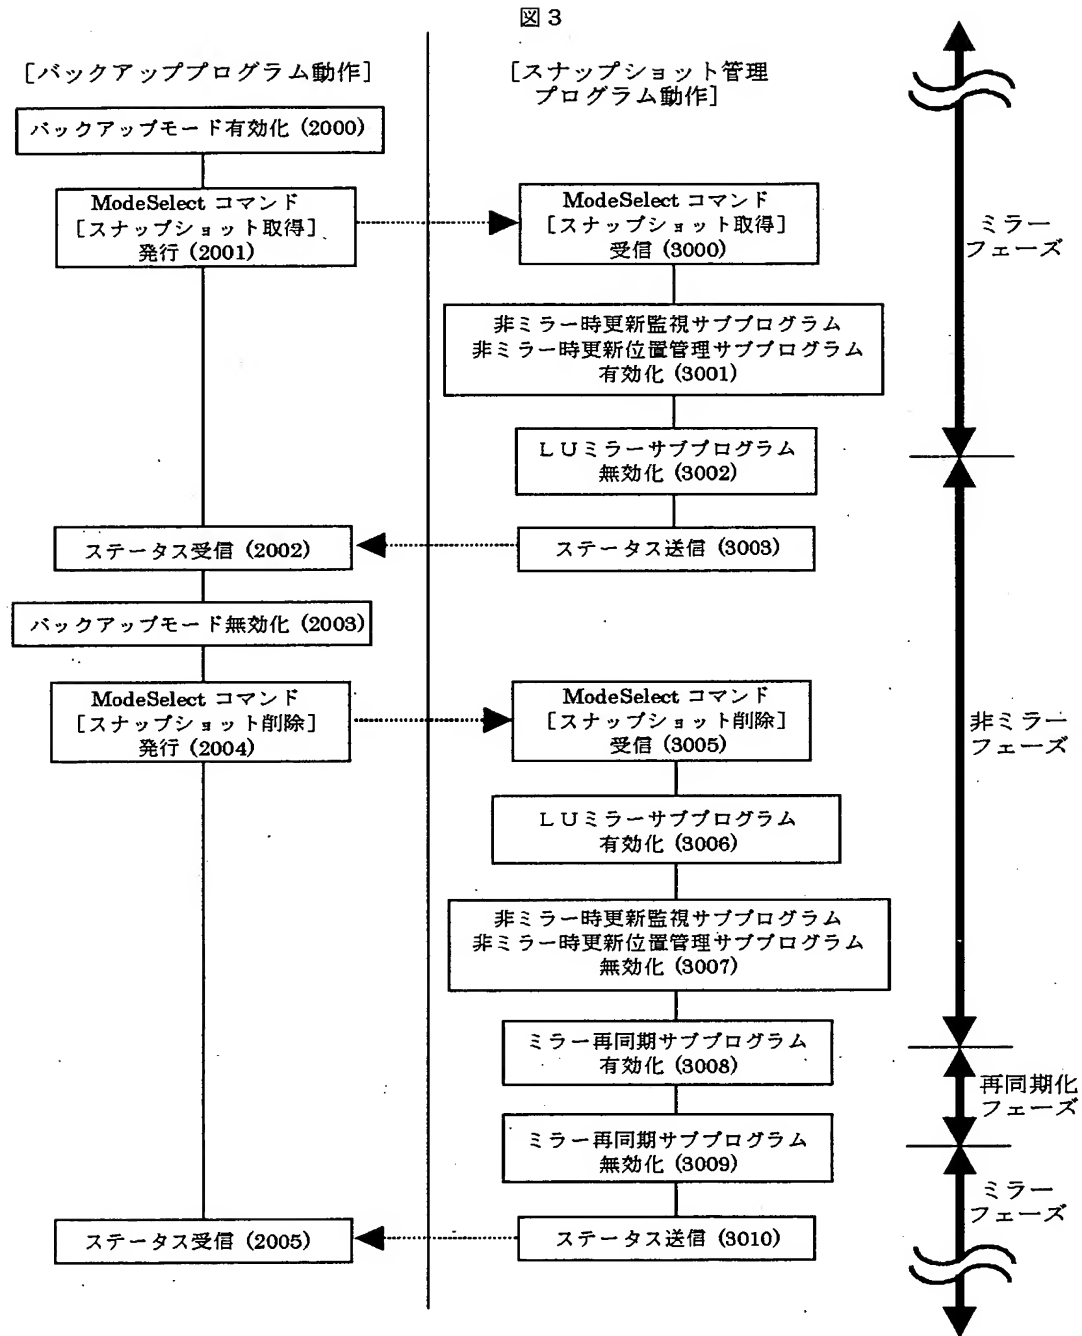 図３
［バックアッププログラム動作］
［スナップショット管理
プログラム動作］
バックアップモード有効化 (2000)
ModeSelect コマンド
［スナップショット取得］
発行 (2001)
ModeSelect コマンド
［スナップショット取得］
受信 (3000)
ミラー
フェーズ
非ミラー時更新監視サブプログラム
非ミラー時更新位置管理サブプログラム
有効化 (3001)
ＬＵミラーサブプログラム
無効化 (3002)
ステータス受信 (2002)
ステータス送信 (3003)
バックアップモード無効化 (2003)
ModeSelect コマンド
［スナップショット削除］
発行 (2004)
ModeSelect コマンド
［スナップショット削除］
受信 (3005)
非ミラー
フェーズ
ＬＵミラーサブプログラム
有効化 (3006)
非ミラー時更新監視サブプログラム
非ミラー時更新位置管理サブプログラム
無効化 (3007)
ミラー再同期サブプログラム
有効化 (3008)
再同期化
フェーズ
ミラー再同期サブプログラム
無効化 (3009)
ミラー
フェーズ
ステータス受信 (2005)
ステータス送信 (3010)